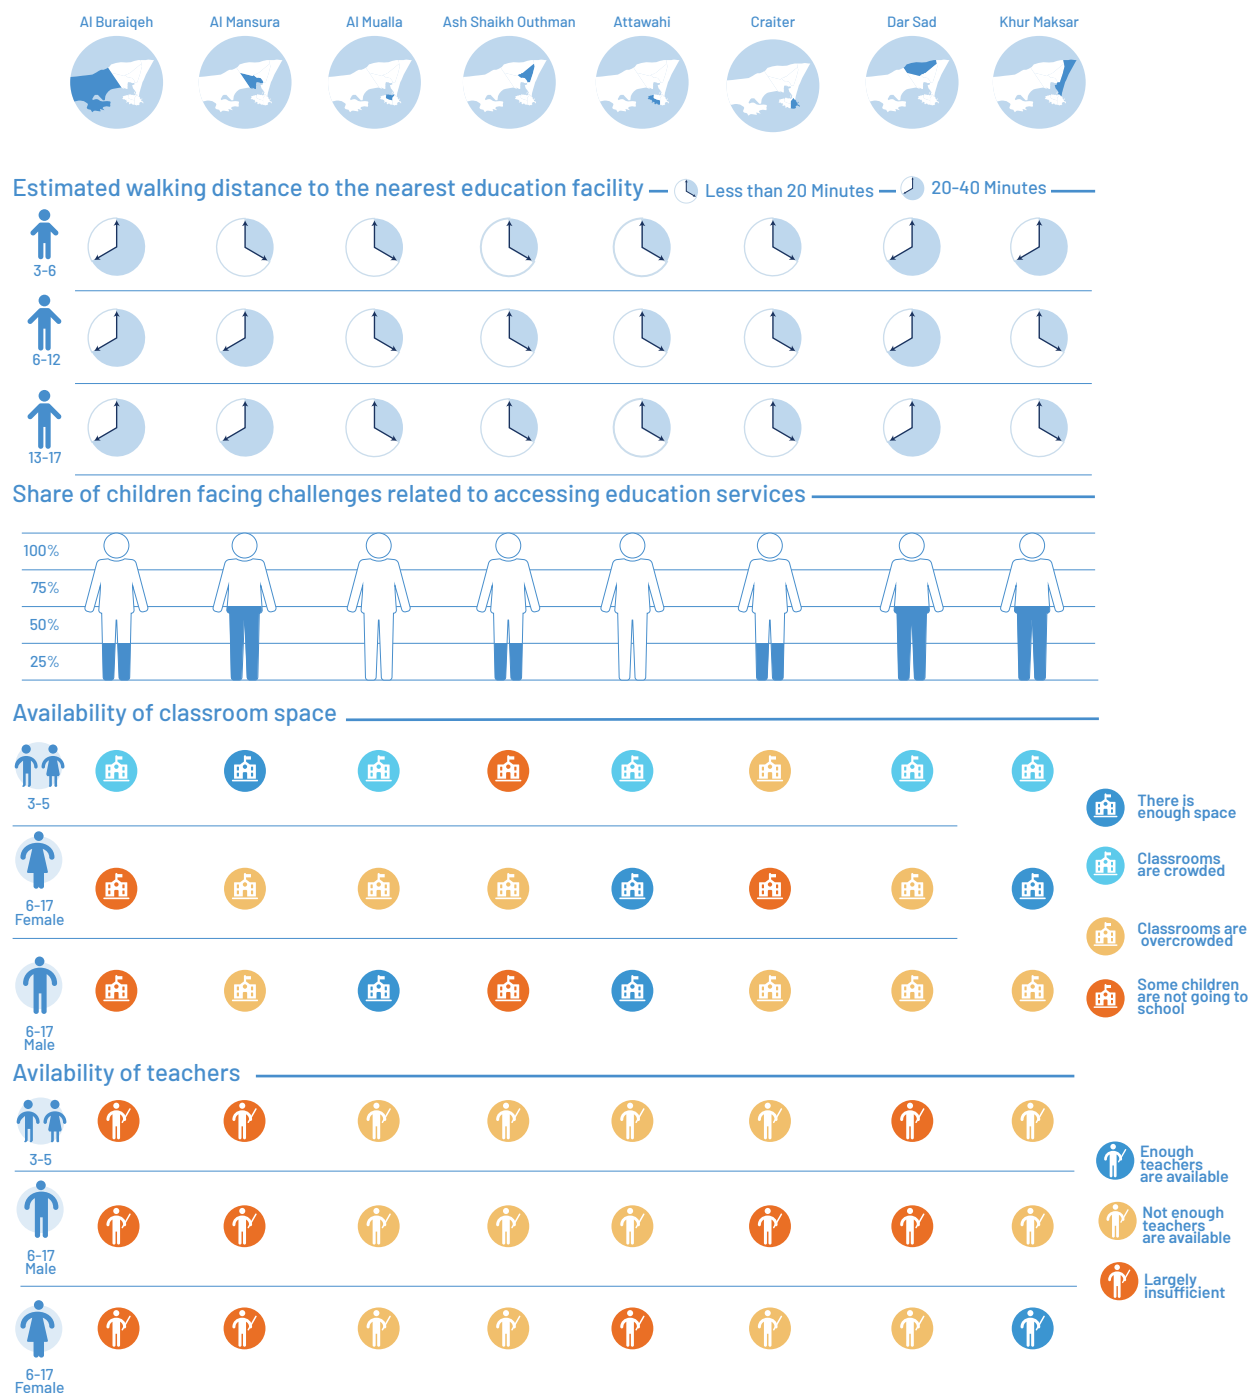 Al Buraiqeh
Al Mansura
Al Mualla
Ash Shaikh Outhman
Attawahi
Craiter
Dar Sad
Khur Maksar
Estimated walking distance to the nearest education facility
Less than 20 Minutes
20-40 Minutes
3-6
6-12
13-17
Share of children facing challenges related to accessing education services
100%
75%
50%
25%
Availability of classroom space
3-5
6-17
Female
6-17
Male
There is
enough space
Classrooms
are crowded
Classrooms are
overcrowded
Some children
are not going to
school
Avilability of teachers
3-5
6-17
Male
6-17
Female
Enough
teachers
are available
Not enough
teachers
are available
Largely
insufficient